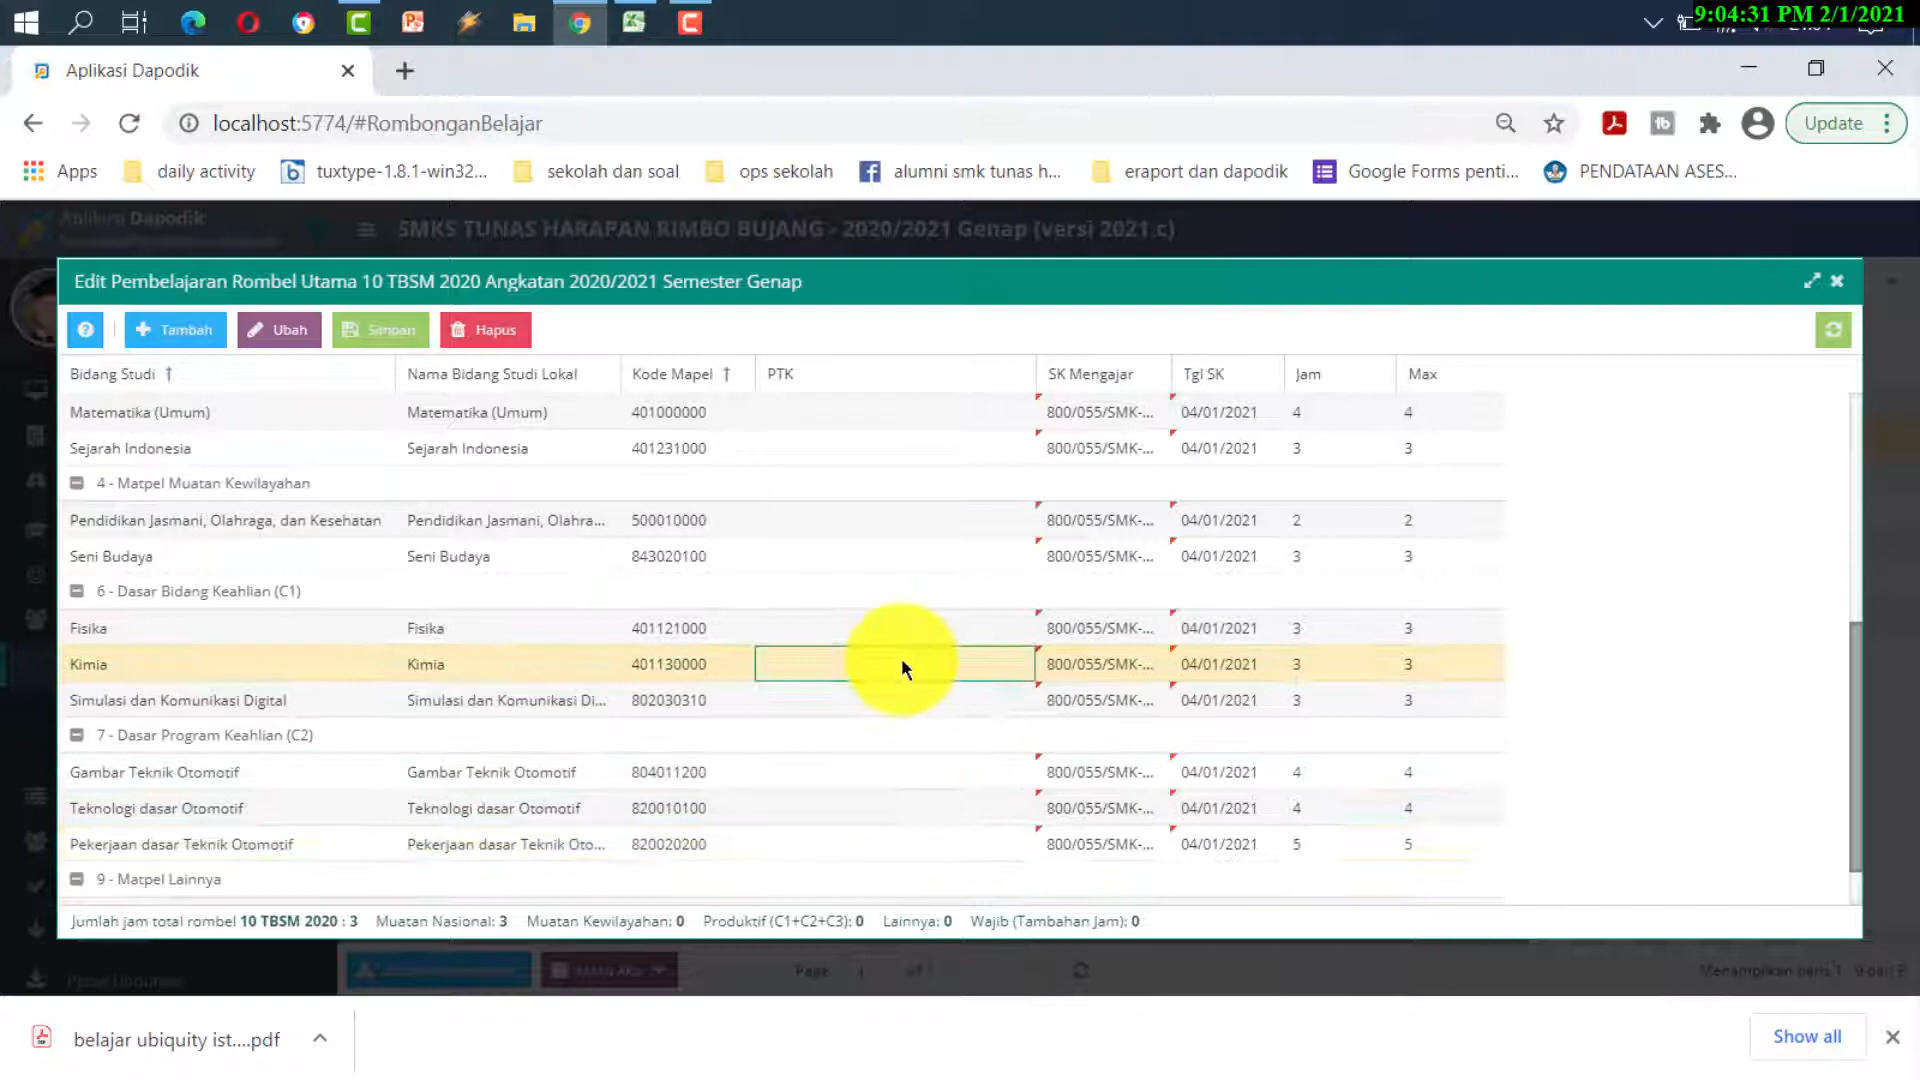 9:04:31 PM 2/1/2021
Aplikasi Dapodik
localhost:5774/#RombonganBelajar
Update
Apps
daily activity
tuxtype-1.8.1-win32...
sekolah dan soal
ops sekolah
alumni smk tunas h...
eraport dan dapodik
Google Forms penti...
PENDATAAN ASES...
Aplikasi Dapodik
SMKS TUNAS HARAPAN RIMBO BUJANG - 2020/2021 Genap (versi 2021.c)
Edit Pembelajaran Rombel Utama 10 TBSM 2020 Angkatan 2020/2021 Semester Genap
Tambah Ubah Simpan Hapus
Bidang Studi Nama Bidang Studi Lokal Kode Mapel PTK SK Mengajar Tgl SK Jam Max
Matematika (Umum) Matematika (Umum) 401000000 800/055/SMK-... 04/01/2021 4 4
Sejarah Indonesia Sejarah Indonesia 401231000 800/055/SMK-... 04/01/2021 3 3
4 - Matpel Muatan Kewilayahan
Pendidikan Jasmani, Olahraga, dan Kesehatan Pendidikan Jasmani, Olahra... 500010000 800/055/SMK-... 04/01/2021 2 2
Seni Budaya Seni Budaya 843020100 800/055/SMK-... 04/01/2021 3 3
6 - Dasar Bidang Keahlian (C1)
Fisika Fisika 401121000 800/055/SMK-... 04/01/2021 3 3
Kimia Kimia 401130000 800/055/SMK-... 04/01/2021 3 3
Simulasi dan Komunikasi Digital Simulasi dan Komunikasi Di... 802030310 800/055/SMK-... 04/01/2021 3 3
7 - Dasar Program Keahlian (C2)
Gambar Teknik Otomotif Gambar Teknik Otomotif 804011200 800/055/SMK-... 04/01/2021 4 4
Teknologi dasar Otomotif Teknologi dasar Otomotif 820010100 800/055/SMK-... 04/01/2021 4 4
Pekerjaan dasar Teknik Otomotif Pekerjaan dasar Teknik Oto... 820020200 800/055/SMK-... 04/01/2021 5 5
9 - Matpel Lainnya
Jumlah jam total rombel 10 TBSM 2020 : 3 Muatan Nasional: 3 Muatan Kewilayahan: 0 Produktif (C1+C2+C3): 0 Lainnya: 0 Wajib (Tambahan Jam): 0
Page
belajar ubiquity ist....pdf
Show all